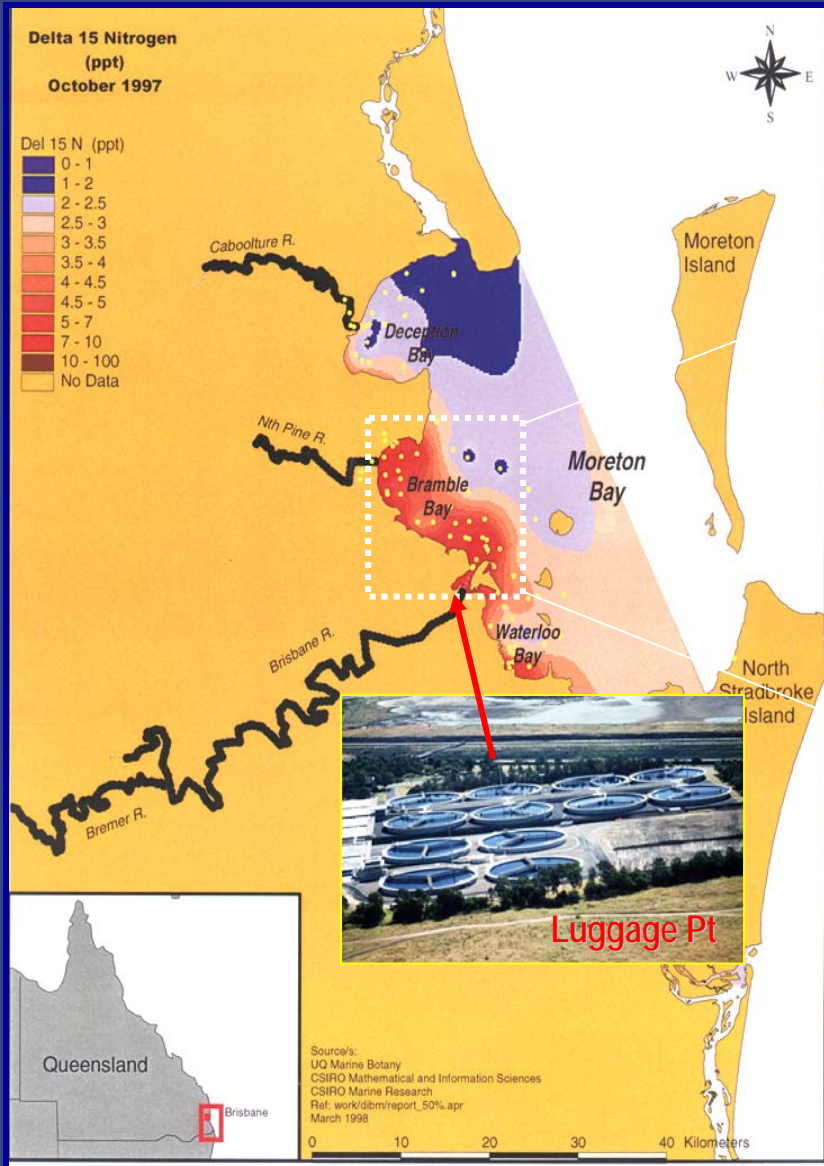 Delta 15 Nitrogen
(ppt)
October 1997
N
W
E
S
Del 15 N (ppt)
0 - 1
1 - 2
2 - 2.5
2.5 - 3
3 - 3.5
3.5 - 4
4 - 4.5
4.5 - 5
5 - 7
7 - 10
10 - 100
No Data
Caboolture R.
Moreton
Island
Deception
Bay
Nth Pine R.
Moreton
Bay
Bramble
Bay
Brisbane R.
Waterloo
Bay
North
Stradbroke
Island
Bremer R.
Luggage Pt
Queensland
Brisbane
Source/s:
UQ Marine Botany
CSIRO Mathematical and Information Sciences
CSIRO Marine Research
Ref: work/dibm/report_50%.apr
March 1998
0 10 20 30 40 Kilometers